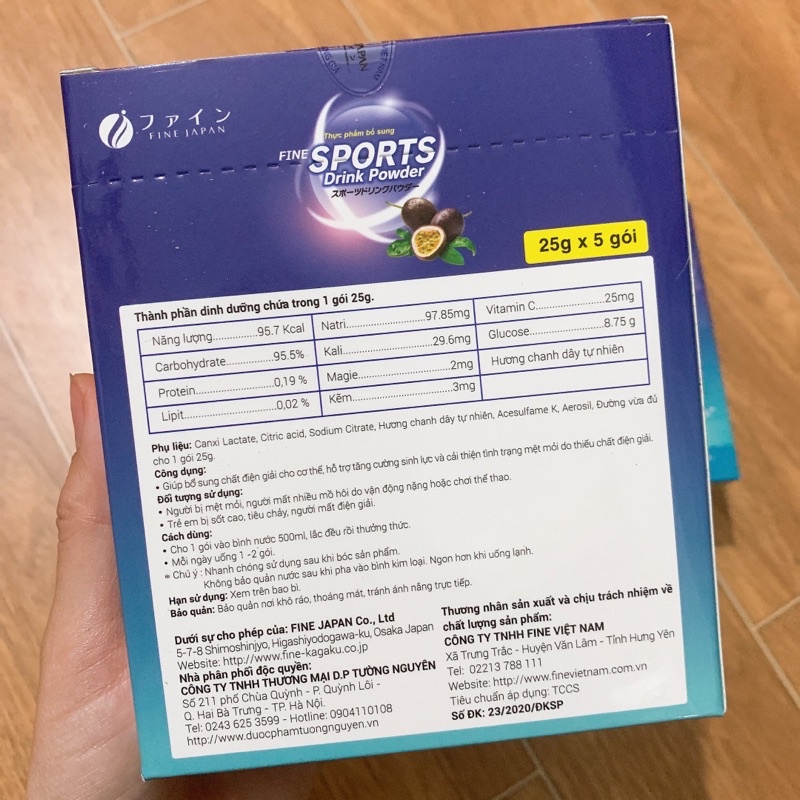 ファイン
FINE JAPAN
Thực phẩm bổ sung
FINE SPORTS
Drink Powder
スポーツドリンクパウダー
25g x 5 gói
Thành phần dinh dưỡng chứa trong 1 gói 25g.
Năng lượng................95.7 Kcal
Natri...........................97.85mg
Vitamin C....................25mg
Carbohydrate..............95.5%
Kali..............................29.6mg
Glucose.....................8.75 g
Protein........................0,19 %
Magie...............................2mg
Hương chanh dây tự nhiên
Lipit.............................0,02 %
Kẽm................................3mg
Phụ liệu: Canxi Lactate, Citric acid, Sodium Citrate, Hương chanh dây tự nhiên, Acesulfame K, Aerosil, Đường vừa đủ
cho 1 gói 25g.
Công dụng:
• Giúp bổ sung chất điện giải cho cơ thể, hỗ trợ tăng cường sinh lực và cải thiện tình trạng mệt mỏi do thiếu chất điện giải.
Đối tượng sử dụng:
• Người bị mệt mỏi, người mất nhiều mồ hôi do vận động nặng hoặc chơi thể thao.
• Trẻ em bị sốt cao, tiêu chảy, người mất điện giải.
Cách dùng:
• Cho 1 gói vào bình nước 500ml, lắc đều rồi thưởng thức.
• Mỗi ngày uống 1 -2 gói.
* Chú ý : Nhanh chóng sử dụng sau khi bóc sản phẩm.
Không bảo quản nước sau khi pha vào bình kim loại. Ngon hơn khi uống lạnh.
Hạn sử dụng: Xem trên bao bì.
Bảo quản: Bảo quản nơi khô ráo, thoáng mát, tránh ánh nắng trực tiếp.
Dưới sự cho phép của: FINE JAPAN Co., Ltd
5-7-8 Shimoshinjyo, Higashiyodogawa-ku, Osaka Japan
Website: http://www.fine-kagaku.co.jp
Nhà phân phối độc quyền:
CÔNG TY TNHH THƯƠNG MẠI D.P TƯỜNG NGUYÊN
Số 211 phố Chùa Quỳnh - P. Quỳnh Lôi -
Q. Hai Bà Trưng - TP. Hà Nội.
Tel: 0243 625 3599 - Hotline: 0904110108
http://www.duocphamtuongnguyen.vn
Thương nhân sản xuất và chịu trách nhiệm về
chất lượng sản phẩm:
CÔNG TY TNHH FINE VIỆT NAM
Xã Trưng Trắc - Huyện Văn Lâm - Tỉnh Hưng Yên
Tel: 02213 788 111
Website: http://www.finevietnam.com.vn
Tiêu chuẩn áp dụng: TCCS
Số ĐK: 23/2020/ĐKSP